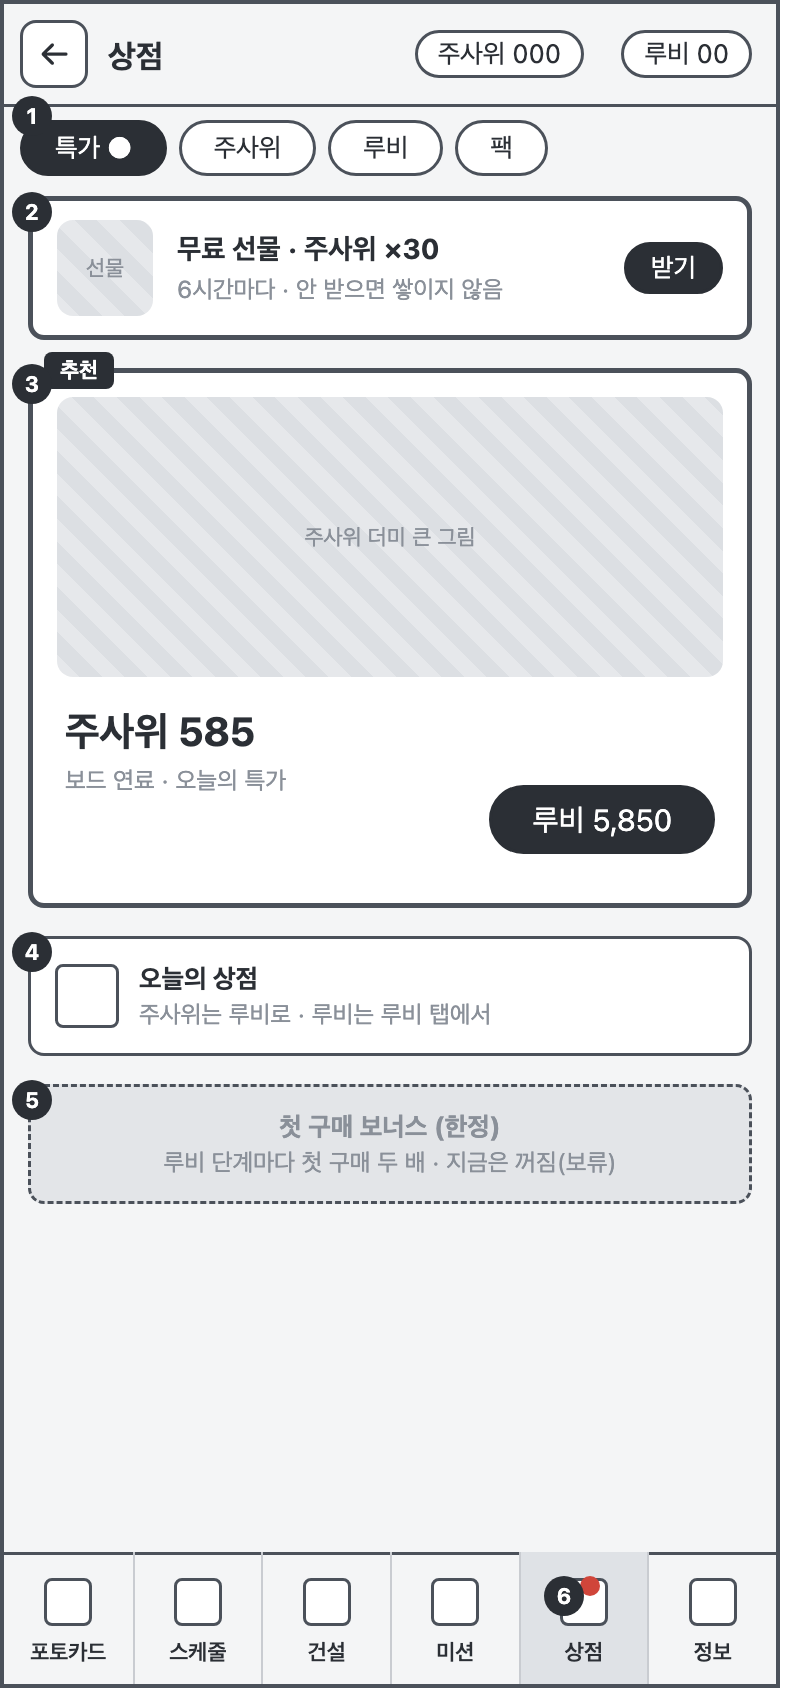 상점
주사위 000
루비 00
1
특가
주사위
루비
팩
2
선물
무료 선물 · 주사위 ×30
6시간마다 · 안 받으면 쌓이지 않음
받기
3
추천
주사위 더미 큰 그림
주사위 585
보드 연료 · 오늘의 특가
루비 5,850
4
오늘의 상점
주사위는 루비로 · 루비는 루비 탭에서
5
첫 구매 보너스 (한정)
루비 단계마다 첫 구매 두 배 · 지금은 꺼짐(보류)
6
포토카드
스케줄
건설
미션
상점
정보